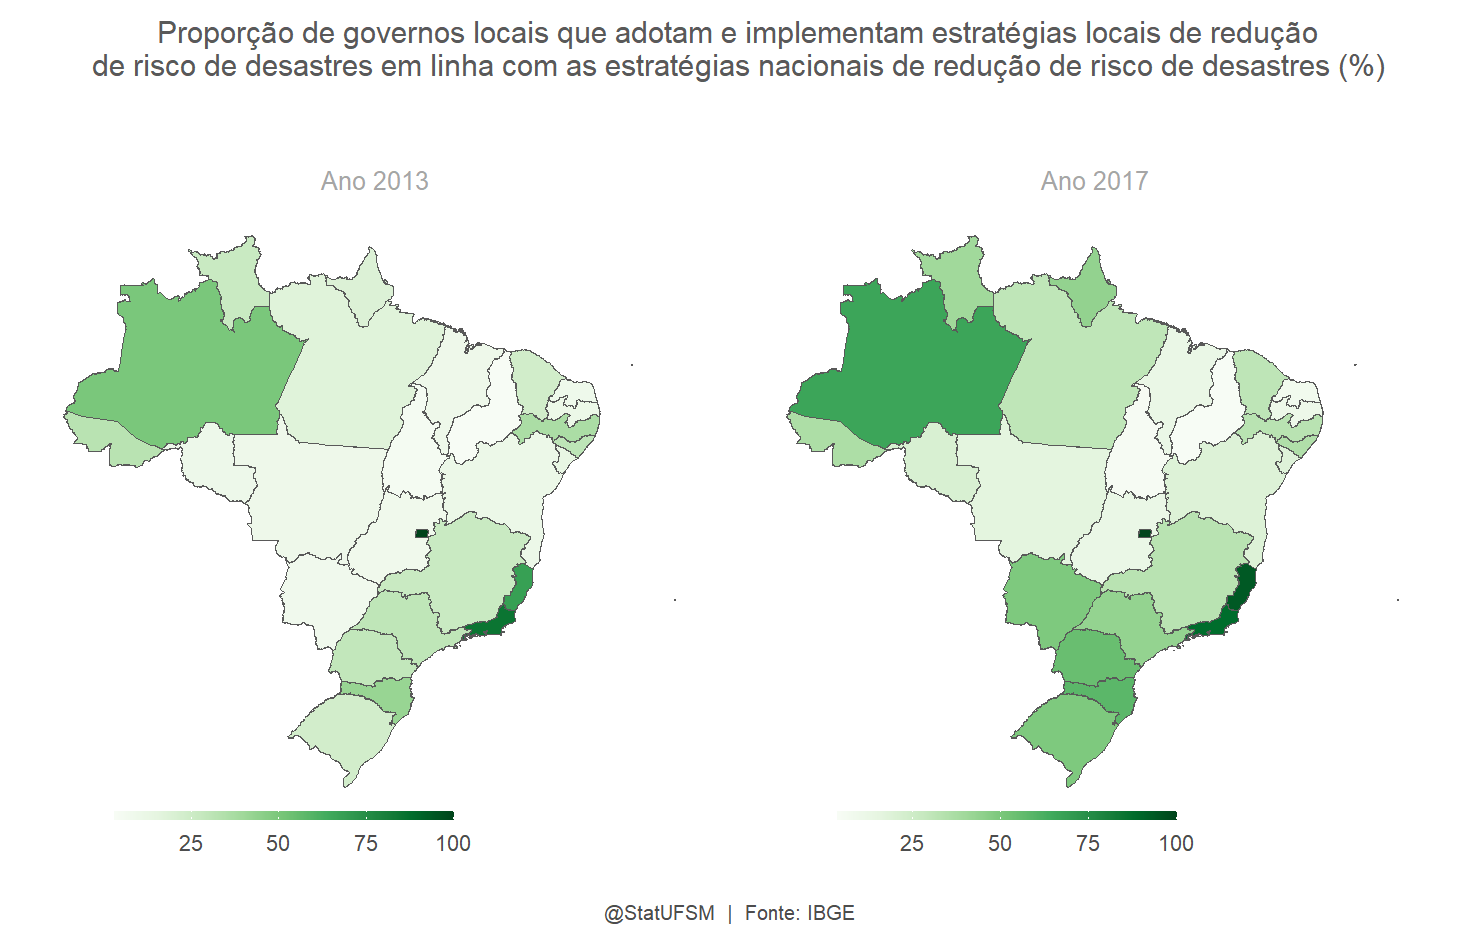 Proporção de governos locais que adotam e implementam estratégias locais de redução
de risco de desastres em linha com as estratégias nacionais de redução de risco de desastres (%)
Ano 2013
Ano 2017
25 50 75 100
25 50 75 100
@StatUFSM | Fonte: IBGE